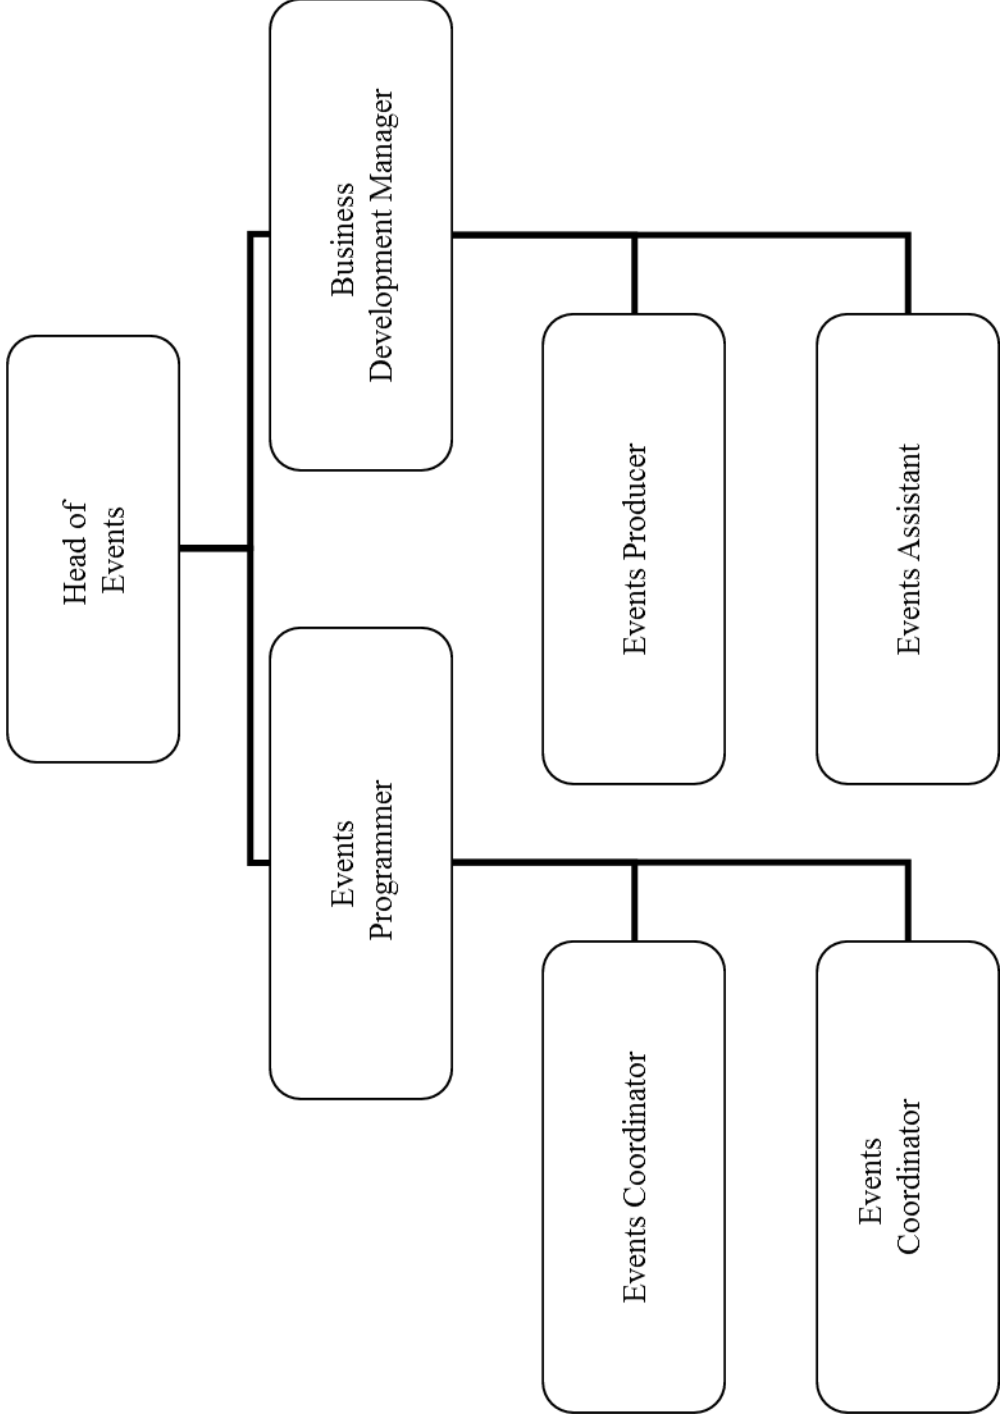 Head of
Events
Events
Programmer
Business
Development Manager
Events Coordinator
Events Producer
Events
Coordinator
Events Assistant